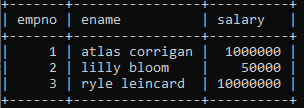 | empno | ename | salary |
| 1 | atlas corrigan | 1000000 |
| 2 | lilly bloom | 50000 |
| 3 | ryle leincard | 10000000 |